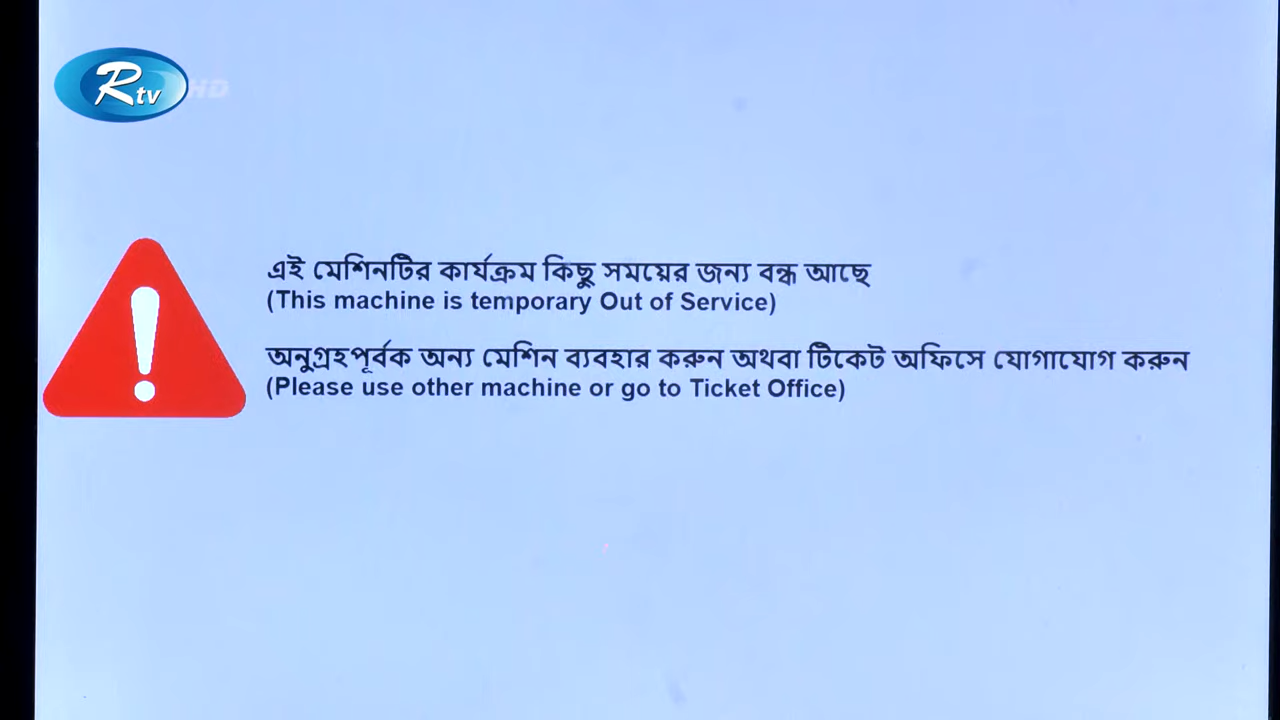 Rtv HD
এই মেশিনটির কার্যক্রম কিছু সময়ের জন্য বন্ধ আছে
(This machine is temporary Out of Service)
অনুগ্রহপূর্বক অন্য মেশিন ব্যবহার করুন অথবা টিকেট অফিসে যোগাযোগ করুন
(Please use other machine or go to Ticket Office)